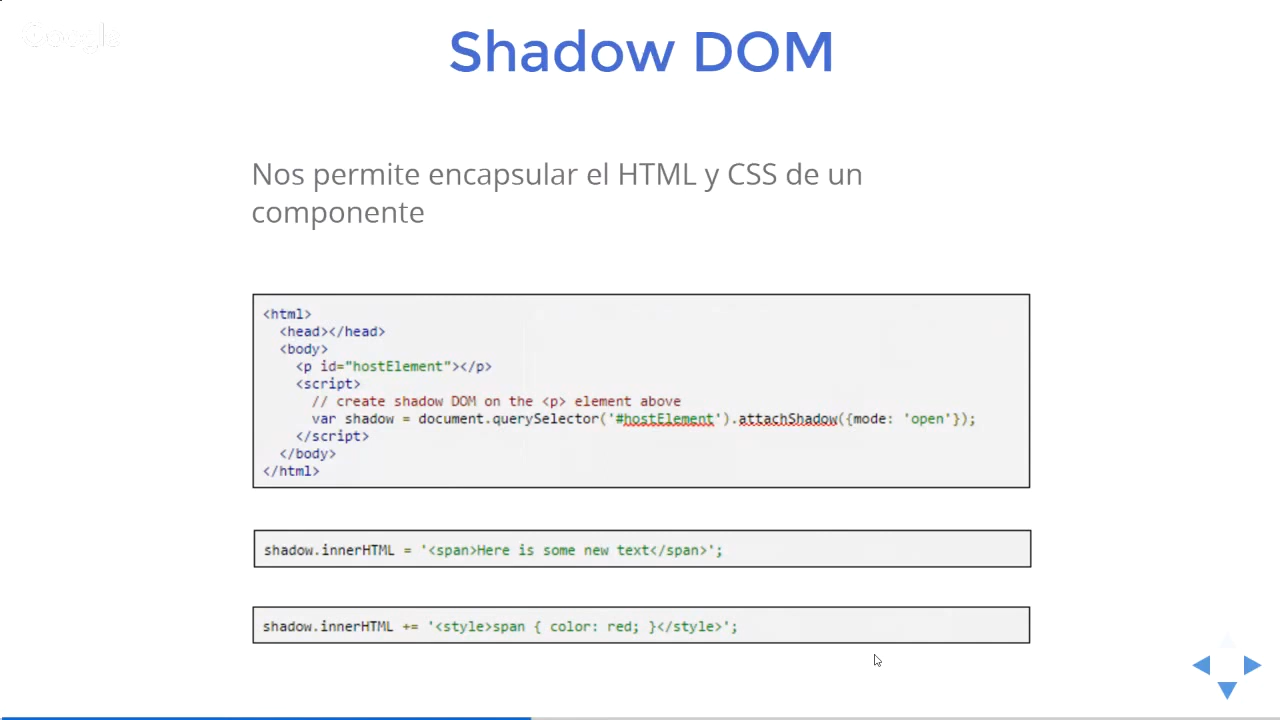 Google
Shadow DOM
Nos permite encapsular el HTML y CSS de un
componente
<html>
  <head></head>
  <body>
    <p id="hostElement"></p>
    <script>
      // create shadow DOM on the <p> element above
      var shadow = document.querySelector('#hostElement').attachShadow({mode: 'open'});
    </script>
  </body>
</html>
shadow.innerHTML = '<span>Here is some new text</span>';
shadow.innerHTML += '<style>span { color: red; }</style>';